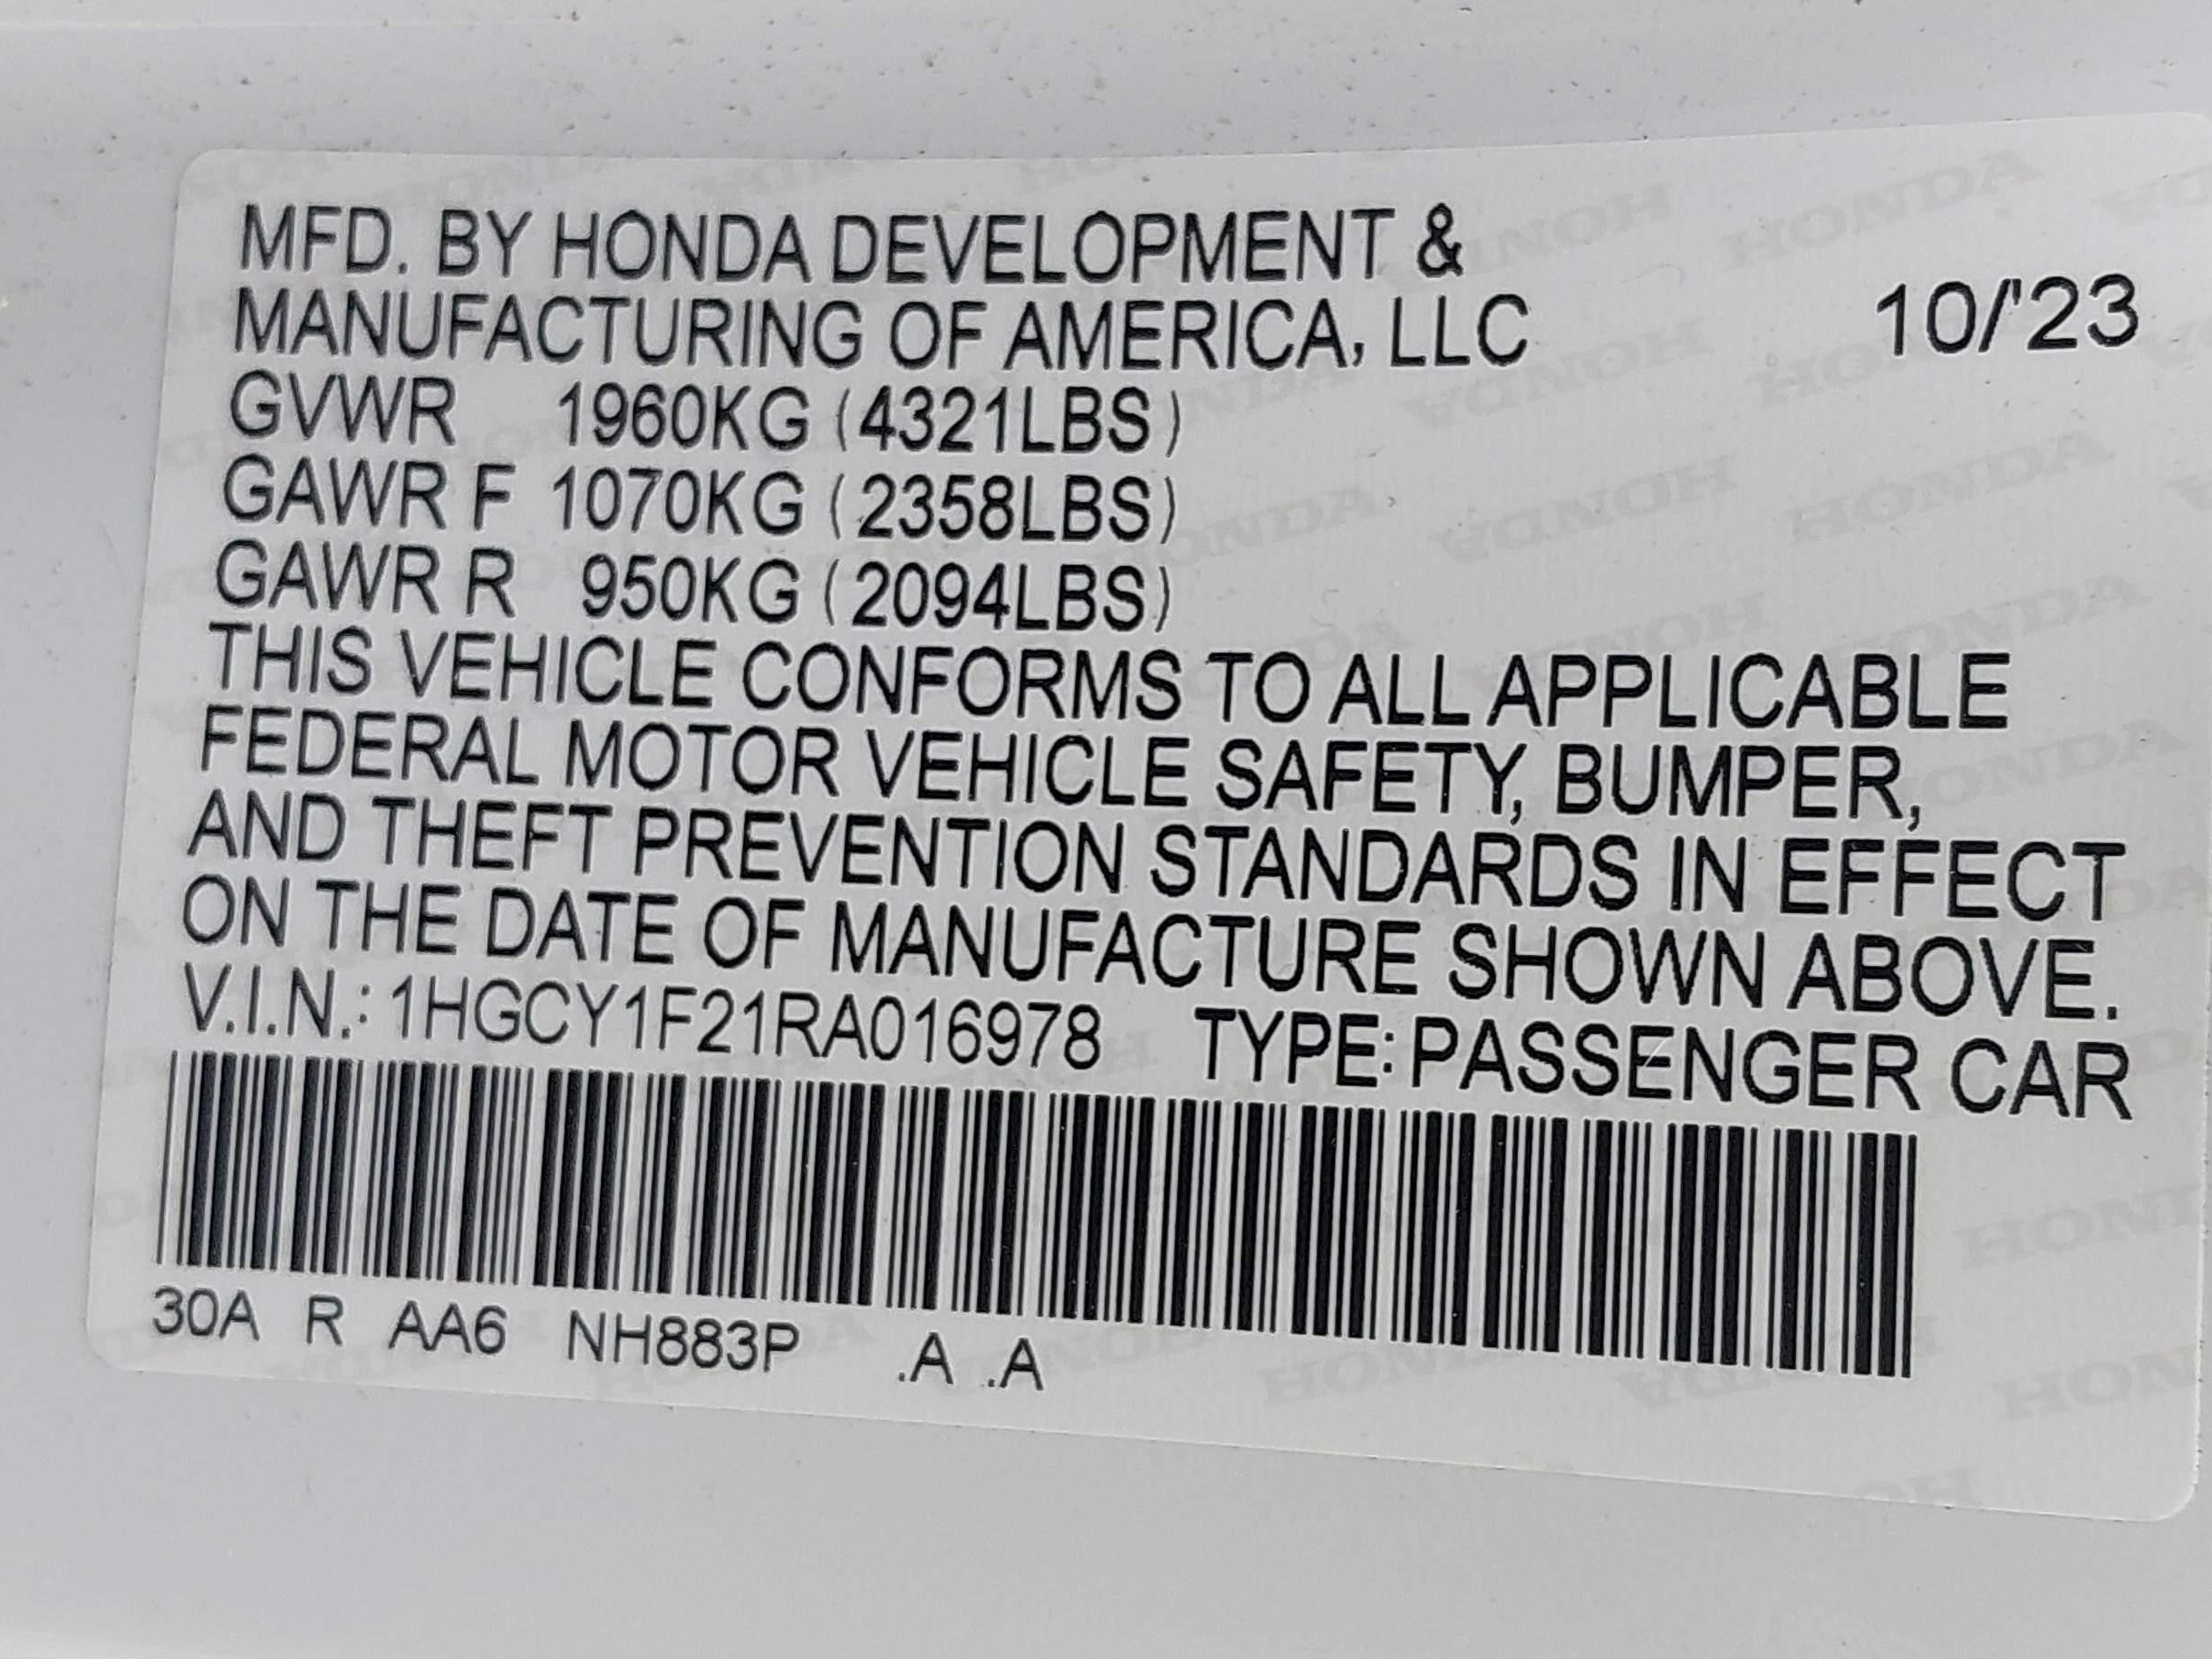 MFD. BY HONDA DEVELOPMENT &
MANUFACTURING OF AMERICA, LLC 10/'23
GVWR 1960KG (4321LBS)
GAWR F 1070KG (2358LBS)
GAWR R 950KG (2094LBS)
THIS VEHICLE CONFORMS TO ALL APPLICABLE
FEDERAL MOTOR VEHICLE SAFETY, BUMPER,
AND THEFT PREVENTION STANDARDS IN EFFECT
ON THE DATE OF MANUFACTURE SHOWN ABOVE.
V.I.N.: 1HGCY1F21RA016978 TYPE: PASSENGER CAR
30A R AA6 NH883P .A .A